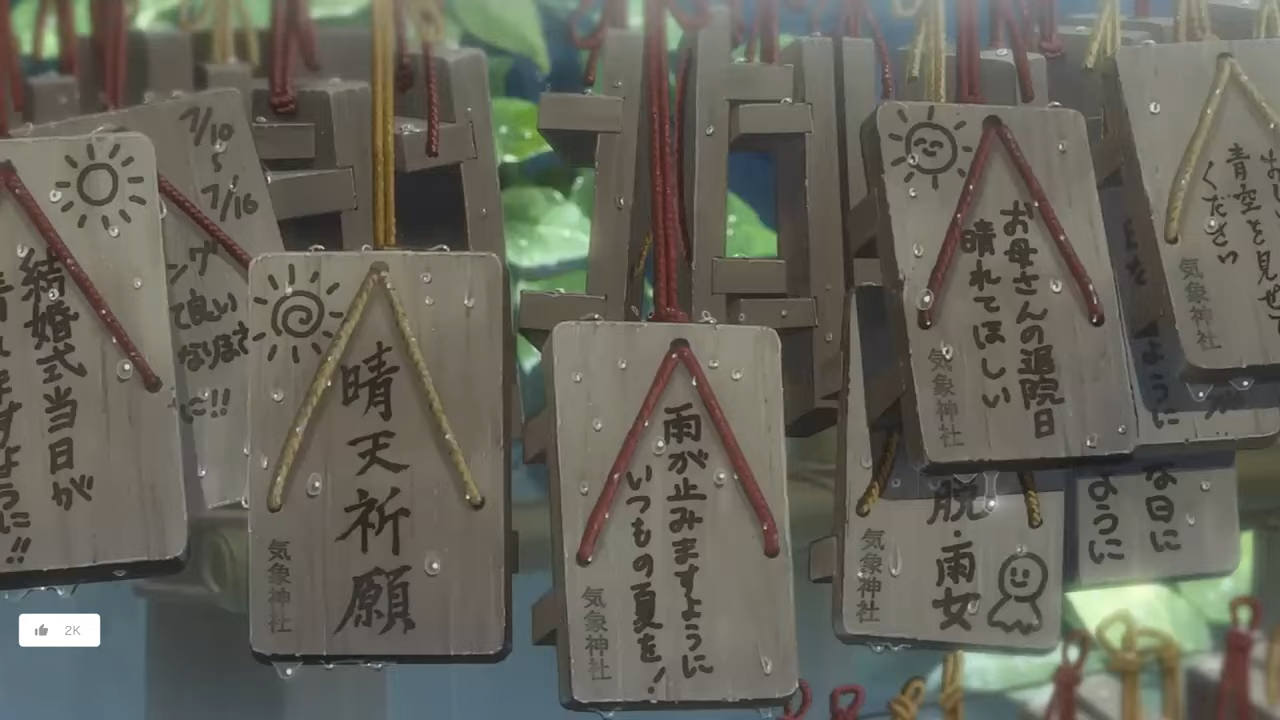 結婚式当日が
7/10
5
7/16
て良い
に!!
晴天祈願
気象神社
雨が止みますように
いつもの夏を!
気象神社
お母さんの退院日
晴れてほしい
気象神社
脱・雨女
気象神社
青空を見せて
ください
気象神社
ように
な日に
ように
2K